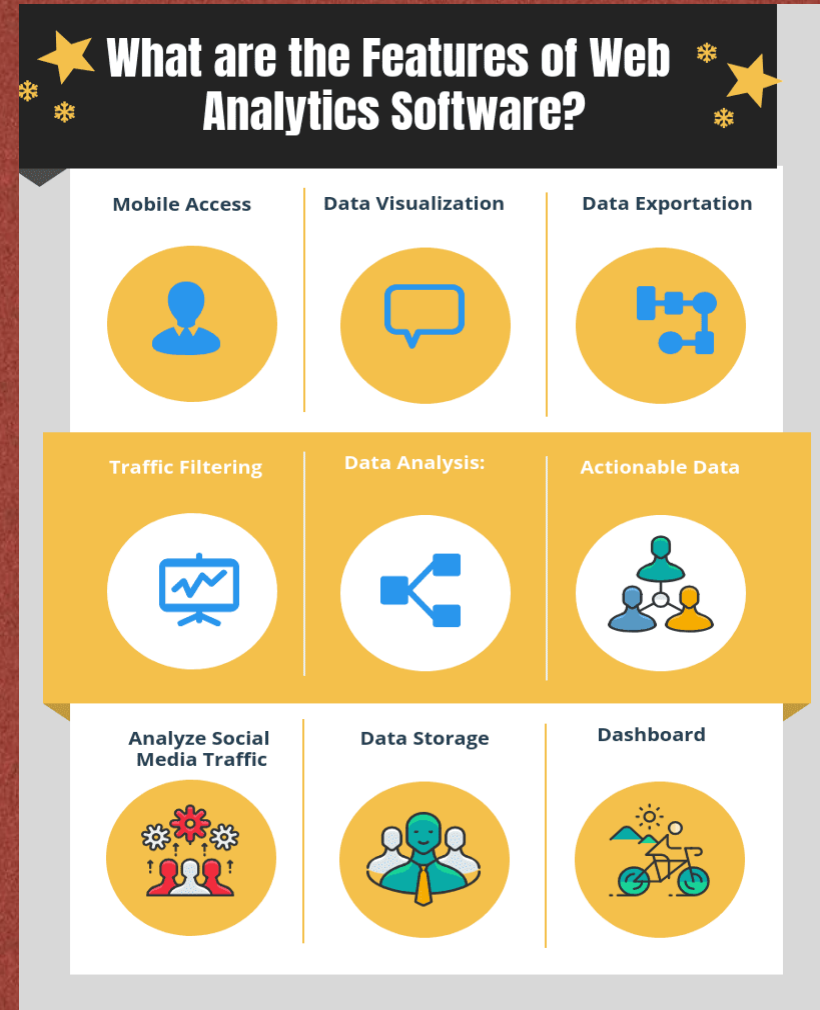 What are the Features of Web
Analytics Software?
Mobile Access
Data Visualization
Data Exportation
Traffic Filtering
Data Analysis:
Actionable Data
Analyze Social
Media Traffic
Data Storage
Dashboard